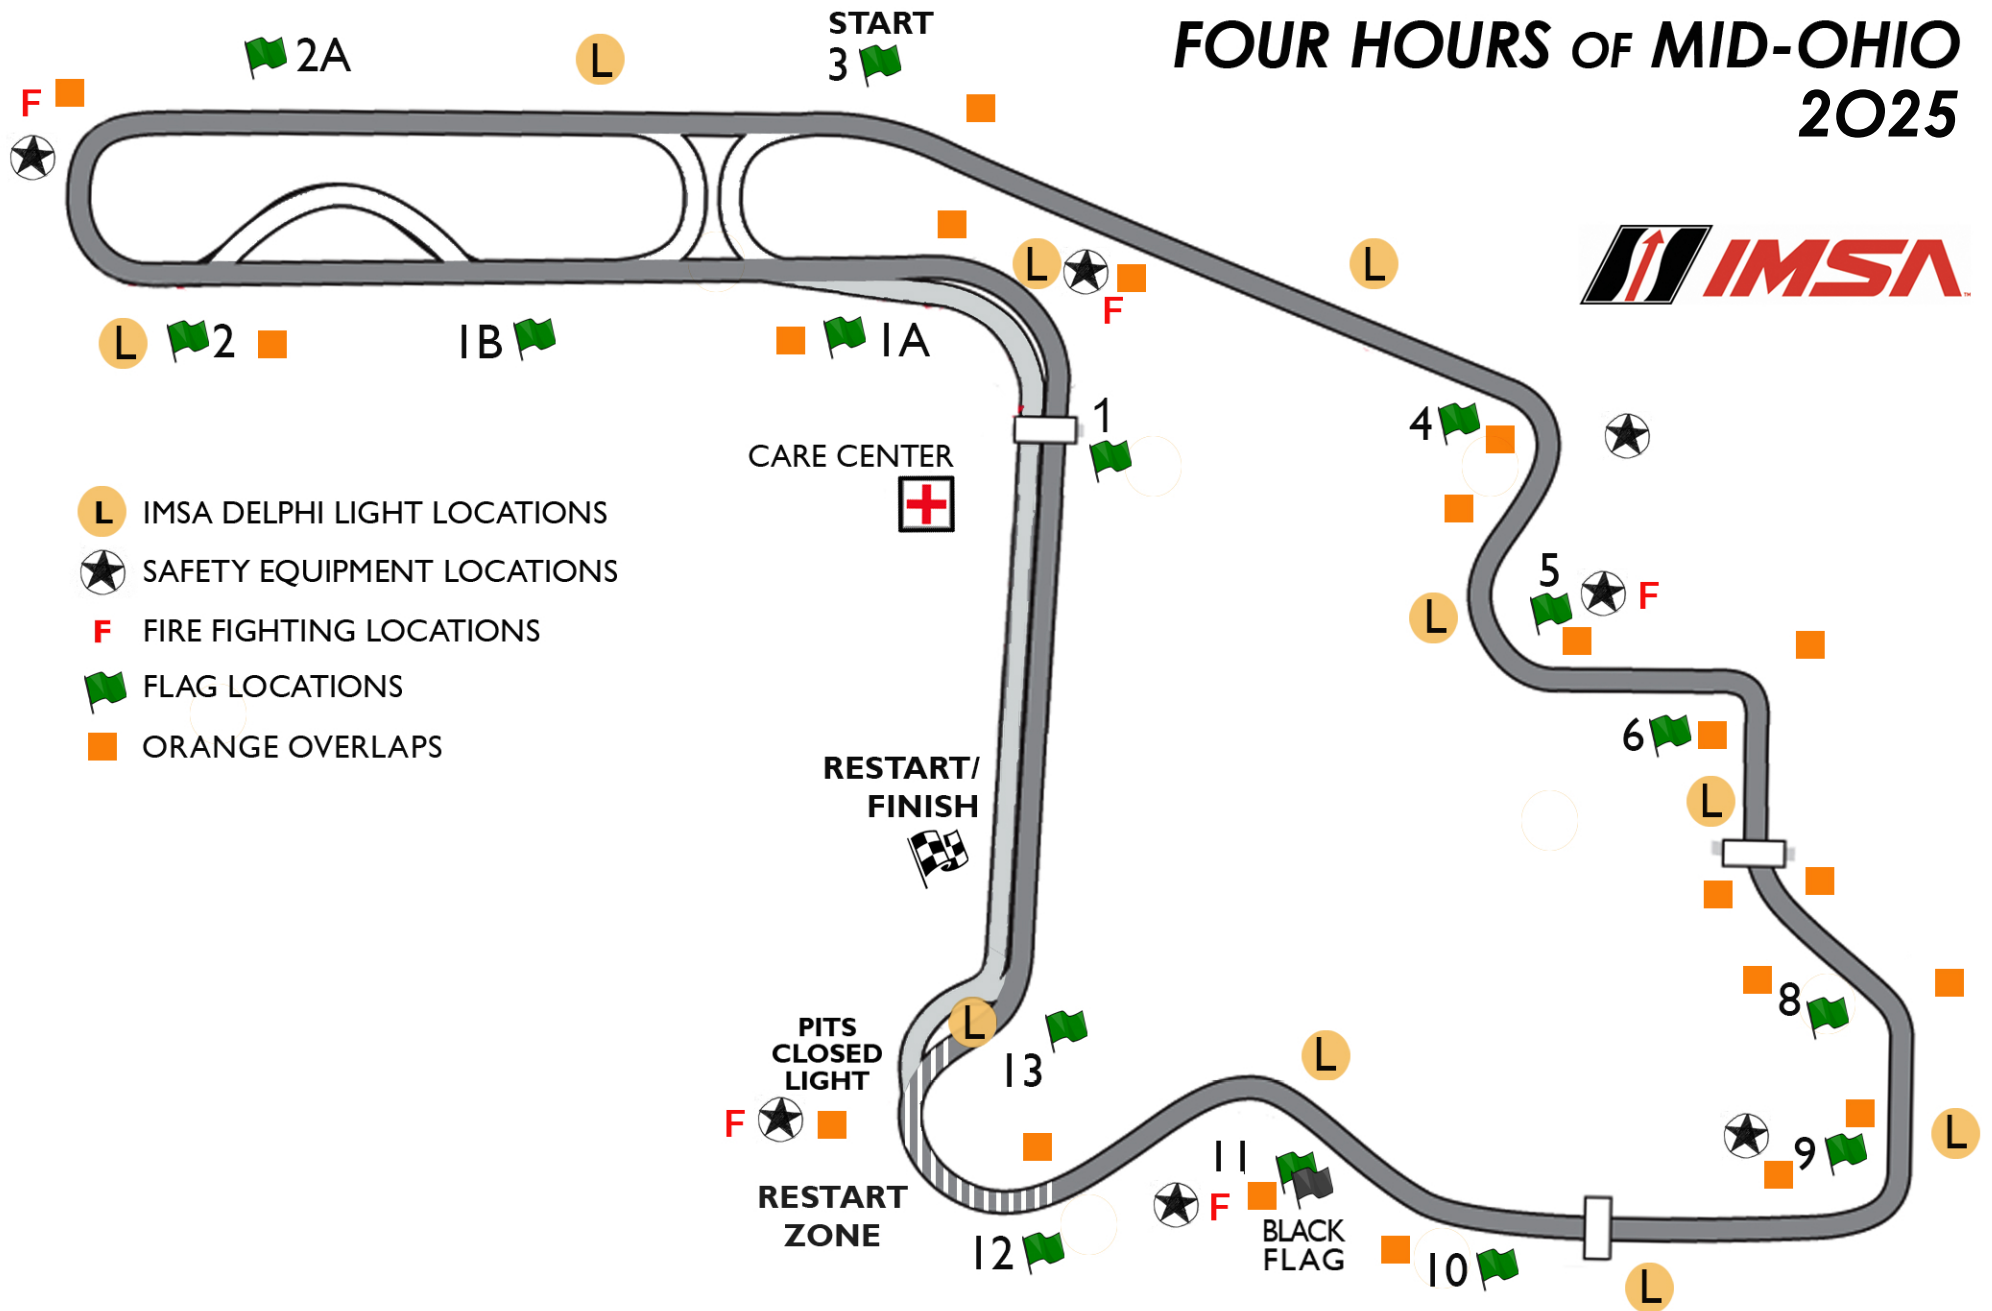 FOUR HOURS OF MID-OHIO
2025
IMSA
TM
START
3
2A
L
F
L
L
F
L
2
1B
1A
1
4
CARE CENTER
L IMSA DELPHI LIGHT LOCATIONS
SAFETY EQUIPMENT LOCATIONS
F FIRE FIGHTING LOCATIONS
FLAG LOCATIONS
ORANGE OVERLAPS
5
F
L
6
L
RESTART/
FINISH
8
L
PITS
CLOSED
LIGHT
13
L
F
9
L
11
F
RESTART
ZONE
BLACK
FLAG
12
10
L